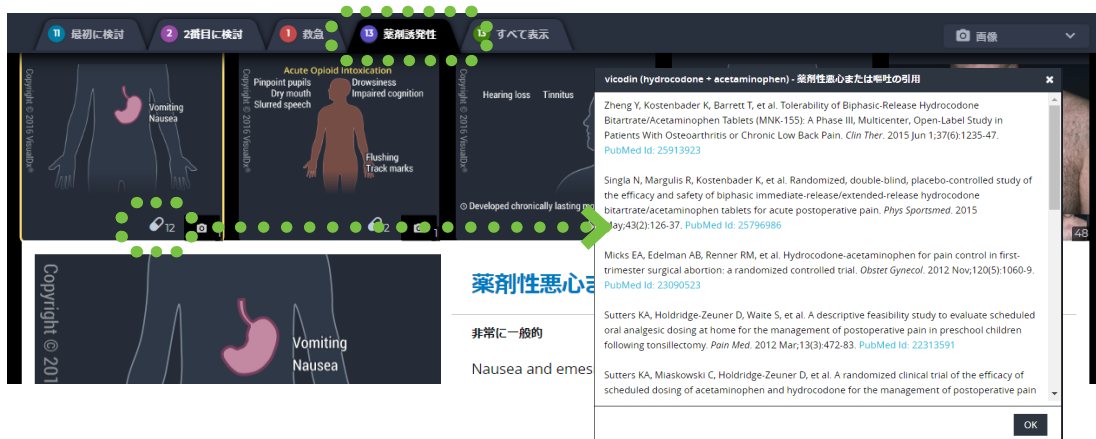 11 最初に検討
2 2番目に検討
1 救急
13 薬剤誘発性
すべて表示
画像
Copyright © 2016 VisualDx®
Vomiting
Nausea
12
1
Copyright © 2016 VisualDx®
Acute Opioid Intoxication
Pinpoint pupils
Dry mouth
Slurred speech
Drowsiness
Impaired cognition
Flushing
Track marks
2
1
Copyright © 2016 VisualDx®
Hearing loss Tinnitus
Developed chronically lasting
48
vicodin (hydrocodone + acetaminophen) - 薬剤性悪心または嘔吐の引用
Zheng Y, Kostenbader K, Barrett T, et al. Tolerability of Biphasic-Release Hydrocodone
Bitartrate/Acetaminophen Tablets (MNK-155): A Phase III, Multicenter, Open-Label Study in
Patients With Osteoarthritis or Chronic Low Back Pain. Clin Ther. 2015 Jun 1;37(6):1235-47.
PubMed Id: 25913923
Singla N, Margulis R, Kostenbader K, et al. Randomized, double-blind, placebo-controlled study of
the efficacy and safety of biphasic immediate-release/extended-release hydrocodone
bitartrate/acetaminophen tablets for acute postoperative pain. Phys Sportsmed. 2015
May;43(2):126-37. PubMed Id: 25796986
Micks EA, Edelman AB, Renner RM, et al. Hydrocodone-acetaminophen for pain control in first-
trimester surgical abortion: a randomized controlled trial. Obstet Gynecol. 2012 Nov;120(5):1060-9.
PubMed Id: 23090523
Sutters KA, Holdridge-Zeuner D, Waite S, et al. A descriptive feasibility study to evaluate scheduled
oral analgesic dosing at home for the management of postoperative pain in preschool children
following tonsillectomy. Pain Med. 2012 Mar;13(3):472-83. PubMed Id: 22313591
Sutters KA, Miaskowski C, Holdridge-Zeuner D, et al. A randomized clinical trial of the efficacy of
scheduled dosing of acetaminophen and hydrocodone for the management of postoperative pain
OK
Copyright © 201
Vomiting
Nausea
薬剤性悪心ま
非常に一般的
Nausea and emes